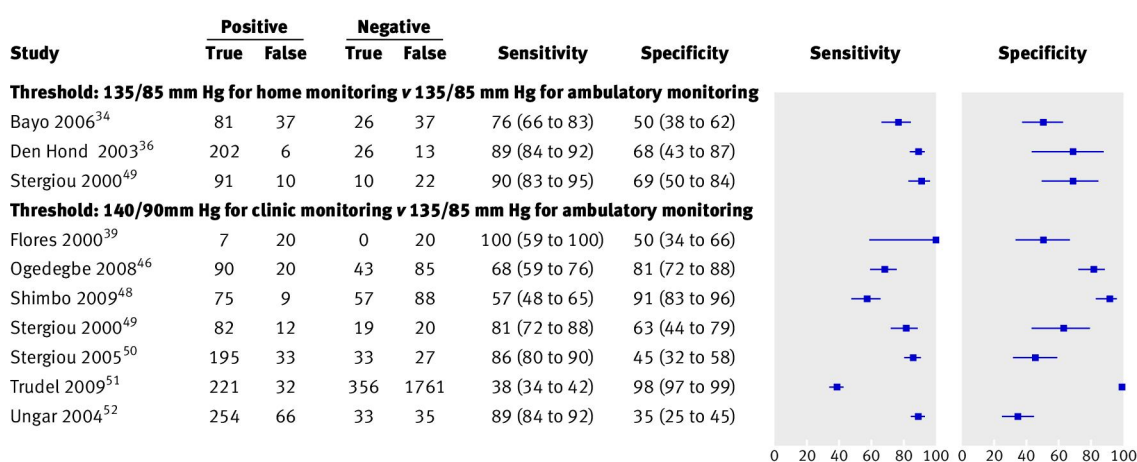 Positive Negative
Study True False True False Sensitivity Specificity Sensitivity Specificity
Threshold: 135/85 mm Hg for home monitoring v 135/85 mm Hg for ambulatory monitoring
Bayo 2006³⁴ 81 37 26 37 76 (66 to 83) 50 (38 to 62)
Den Hond 2003³⁶ 202 6 26 13 89 (84 to 92) 68 (43 to 87)
Stergiou 2000⁴⁹ 91 10 10 22 90 (83 to 95) 69 (50 to 84)
Threshold: 140/90mm Hg for clinic monitoring v 135/85 mm Hg for ambulatory monitoring
Flores 2000³⁹ 7 20 0 20 100 (59 to 100) 50 (34 to 66)
Ogedegbe 2008⁴⁶ 90 20 43 85 68 (59 to 76) 81 (72 to 88)
Shimbo 2009⁴⁸ 75 9 57 88 57 (48 to 65) 91 (83 to 96)
Stergiou 2000⁴⁹ 82 12 19 20 81 (72 to 88) 63 (44 to 79)
Stergiou 2005⁵⁰ 195 33 33 27 86 (80 to 90) 45 (32 to 58)
Trudel 2009⁵¹ 221 32 356 1761 38 (34 to 42) 98 (97 to 99)
Ungar 2004⁵² 254 66 33 35 89 (84 to 92) 35 (25 to 45)
0 20 40 60 80 100 0 20 40 60 80 100